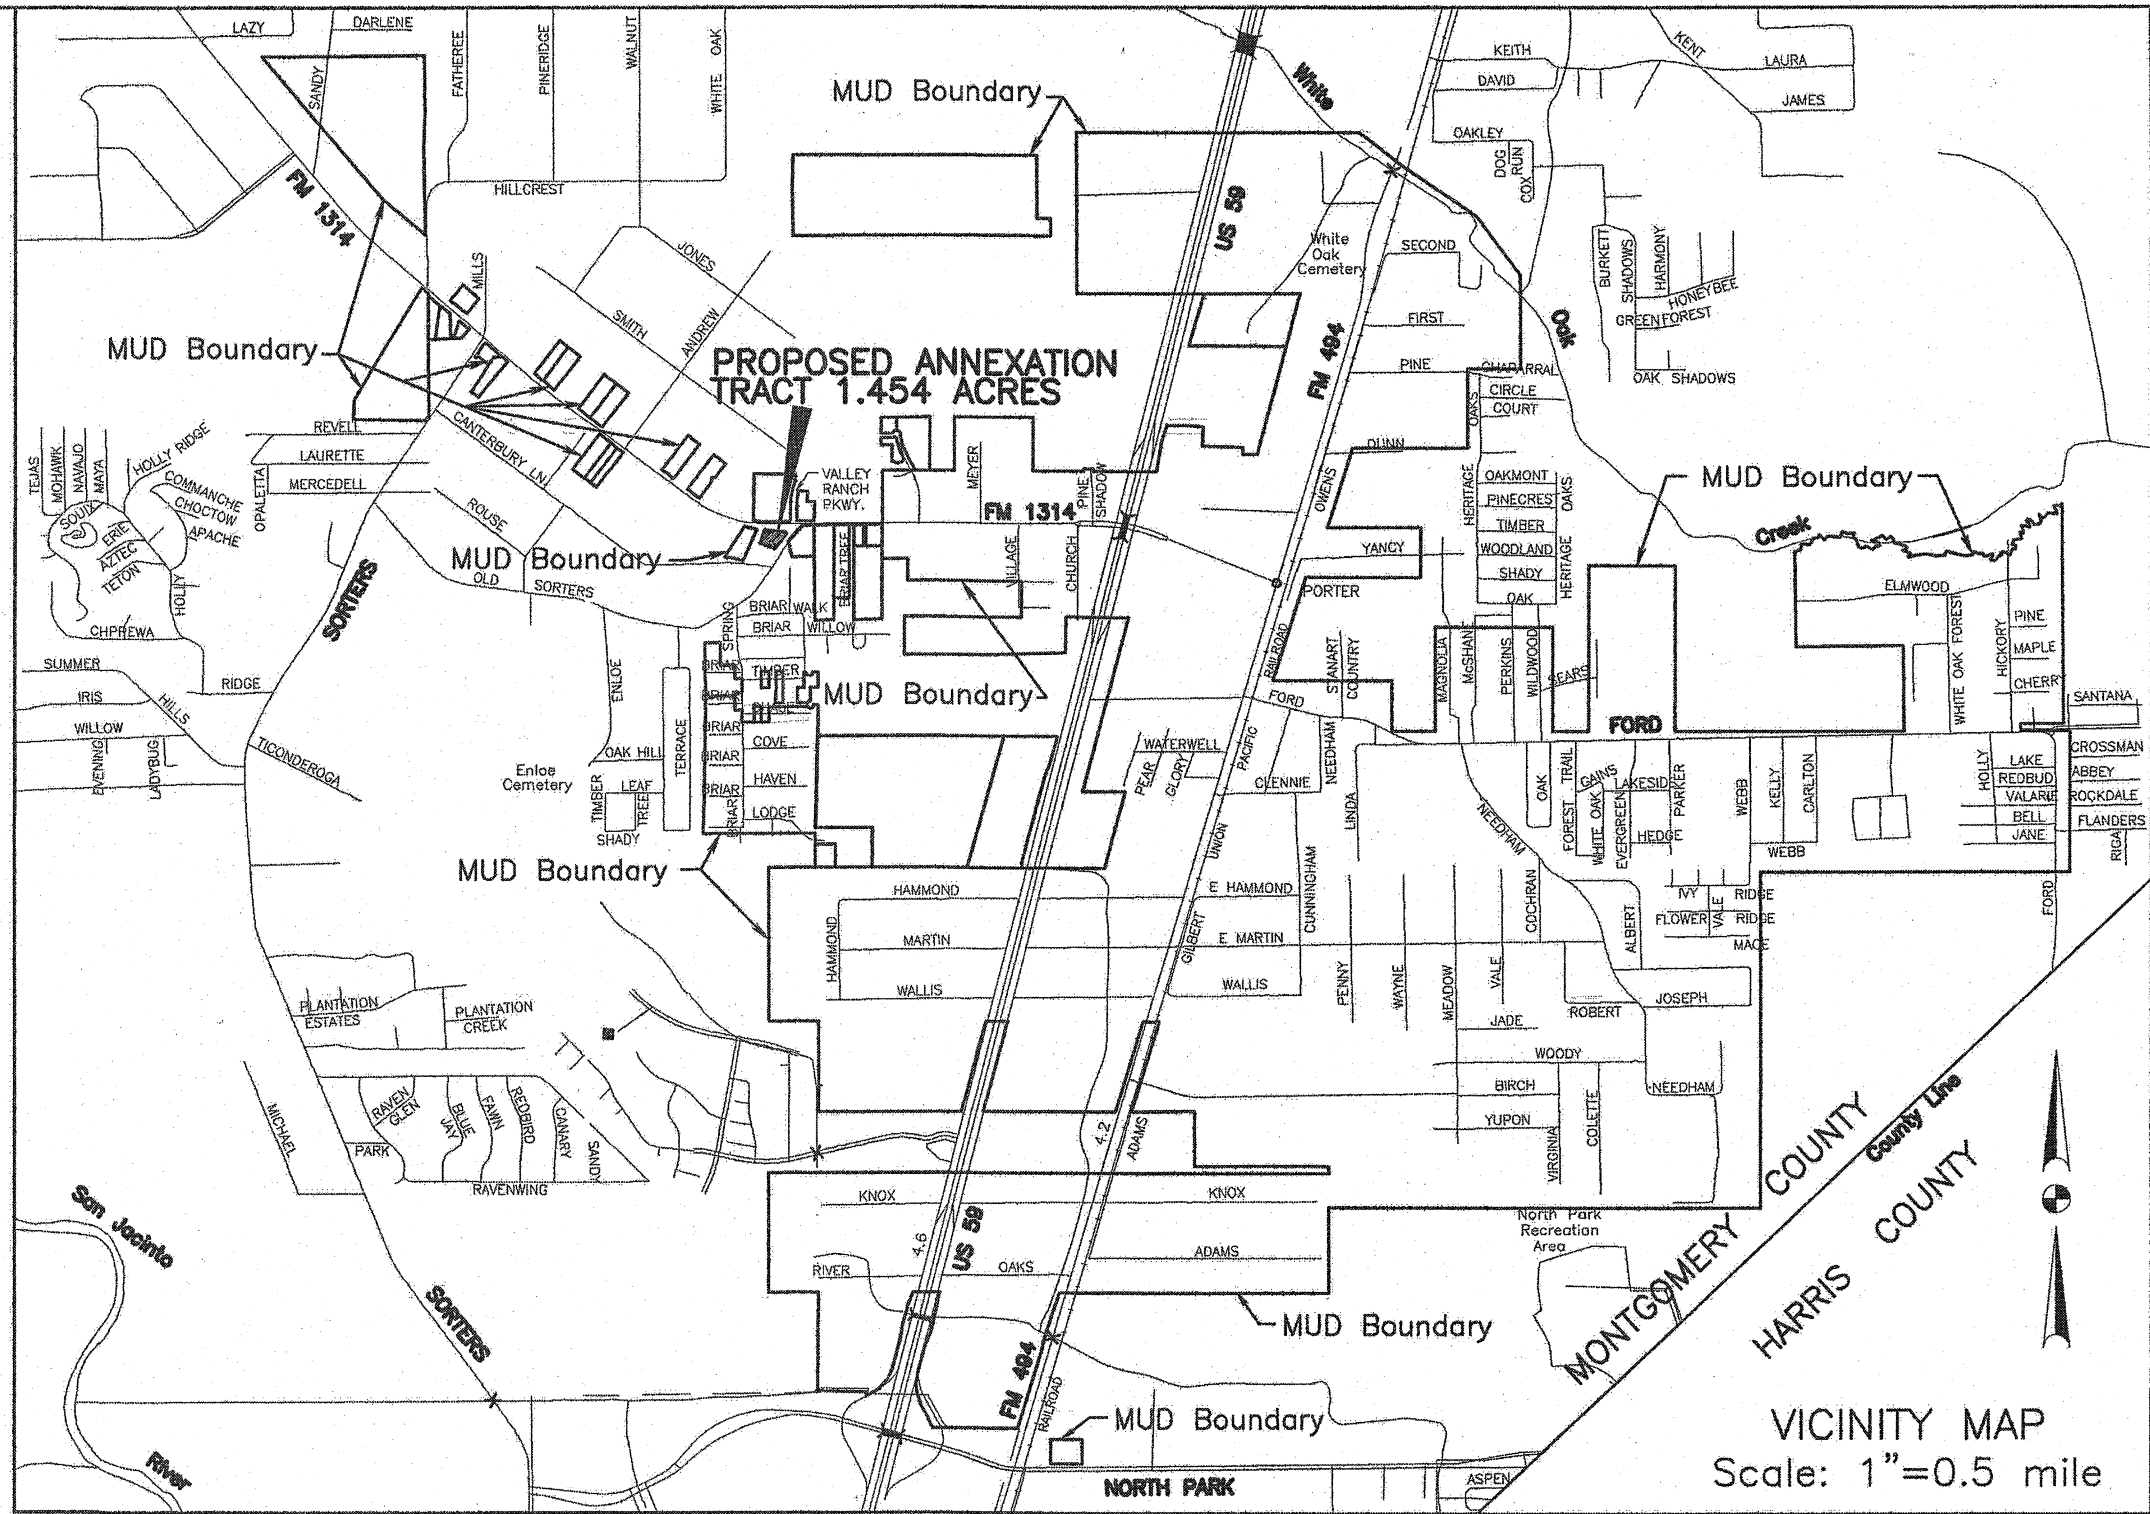 LAZY
DARLENE
SANDY
FATHEREE
PINERIDGE
WALNUT
WHITE OAK
HILLCREST
FM 1314
MUD Boundary
White
KEITH
DAVID
KENT
LAURA
JAMES
OAKLEY
DOG
RUN
COX
US 59
White
Oak
Cemetery
SECOND
FIRST
PINE
FM 494
Oak
BURKETT
SHADOWS
HARMONY
HONEYBEE
GREENFOREST
OAK SHADOWS
MILLS
JONES
SMITH
ANDREW
MUD Boundary
PROPOSED ANNEXATION
TRACT 1.454 ACRES
CHAPARRAL
CIRCLE
COURT
OAKS
DUNN
OWENS
REVELL
LAURETTE
MERCEDELL
OPALETTA
CANTERBURY LN
ROUSE
TEJAS
MOHAWK
NAVAJO
MAYA
HOLLY RIDGE
COMMANCHE
CHOCTOW
APACHE
SOUIX
ERIE
AZTEC
TETON
HOLLY
CHPPEWA
VALLEY
RANCH
PKWY.
MEYER
PINE
SHADOW
FM 1314
MUD Boundary
OLD
SORTERS
SORTERS
BRIARTREE
VILLAGE
CHURCH
HERITAGE
OAKMONT
PINECREST
TIMBER
WOODLAND
SHADY
OAK
HERITAGE
OAKS
YANCY
PORTER
MUD Boundary
Creek
ELMWOOD
WHITE OAK FOREST
HICKORY
PINE
MAPLE
CHERRY
SANTANA
SUMMER
IRIS
WILLOW
HILLS
RIDGE
EVENING
LADYBUG
TICONDEROGA
ENLOE
SPRING
BRIAR WALK
BRIAR WILLOW
BRIAR
TIMBER
BRIAR
BRIAR
COVE
BRIAR
HAVEN
BRIAR
LODGE
BRIAR
TERRACE
OAK HILL
Enloe
Cemetery
TIMBER
LEAF
TREE
SHADY
MUD Boundary
MUD Boundary
RAILROAD
STANART
COUNTRY
FORD
MAGNOLIA
McSHAN
PERKINS
WILDWOOD
SEARS
FORD
WATERWELL
PEAR
GLORY
PACIFIC
CLENNIE
NEEDHAM
UNION
LINDA
NEEDHAM
OAK
FOREST TRAIL
GAINS
WHITE OAK
EVERGREEN
LAKESIDE
HEDGE
PARKER
WEBB
KELLY
CARLTON
WEBB
HOLLY
LAKE
REDBUD
VALARIE
BELL
JANE
CROSSMAN
ABBEY
ROCKDALE
FLANDERS
RIGA
FORD
HAMMOND
E HAMMOND
HAMMOND
MARTIN
E MARTIN
WALLIS
WALLIS
GILBERT
CUNNINGHAM
PENNY
WAYNE
MEADOW
VALE
COCHRAN
ALBERT
IVY
RIDGE
FLOWER
VALE
RIDGE
MACE
JOSEPH
ROBERT
JADE
WOODY
BIRCH
YUPON
VIRGINIA
COLETTE
NEEDHAM
PLANTATION
ESTATES
PLANTATION
CREEK
MICHAEL
RAVEN
GLEN
BLUE
JAY
FAWN
REDBIRD
CANARY
SANDY
PARK
RAVENWING
4.2
ADAMS
KNOX
KNOX
4.6
US 59
ADAMS
RIVER
OAKS
North Park
Recreation
Area
MUD Boundary
San Jacinto
River
SORTERS
FM 494
RAILROAD
MUD Boundary
NORTH PARK
ASPEN
MONTGOMERY COUNTY
County Line
HARRIS COUNTY
VICINITY MAP
Scale: 1"=0.5 mile